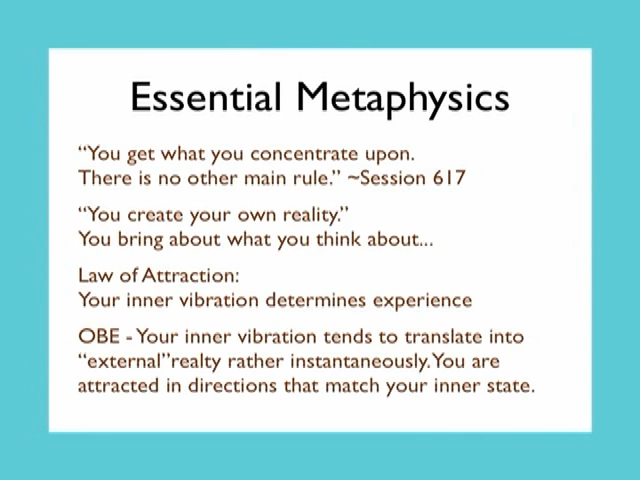 Essential Metaphysics
“You get what you concentrate upon.
There is no other main rule.” ~Session 617
“You create your own reality.”
You bring about what you think about...
Law of Attraction:
Your inner vibration determines experience
OBE - Your inner vibration tends to translate into
“external”realty rather instantaneously. You are
attracted in directions that match your inner state.